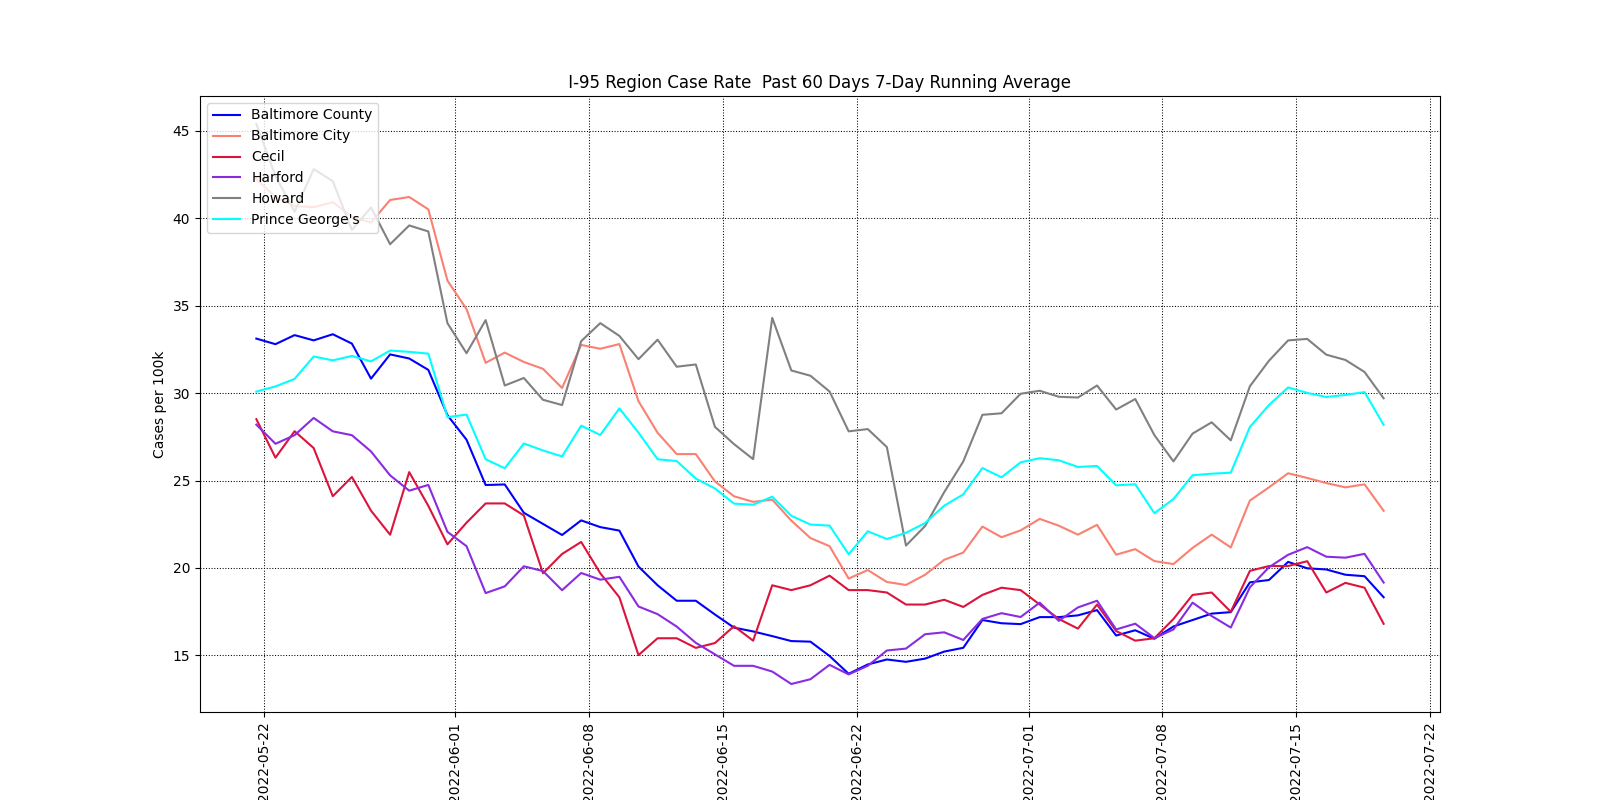 I-95 Region Case Rate  Past 60 Days 7-Day Running Average
Baltimore County
Baltimore City
Cecil
Harford
Howard
Prince George's
Cases per 100k
45
40
35
30
25
20
15
2022-05-22
2022-06-01
2022-06-08
2022-06-15
2022-06-22
2022-07-01
2022-07-08
2022-07-15
2022-07-22